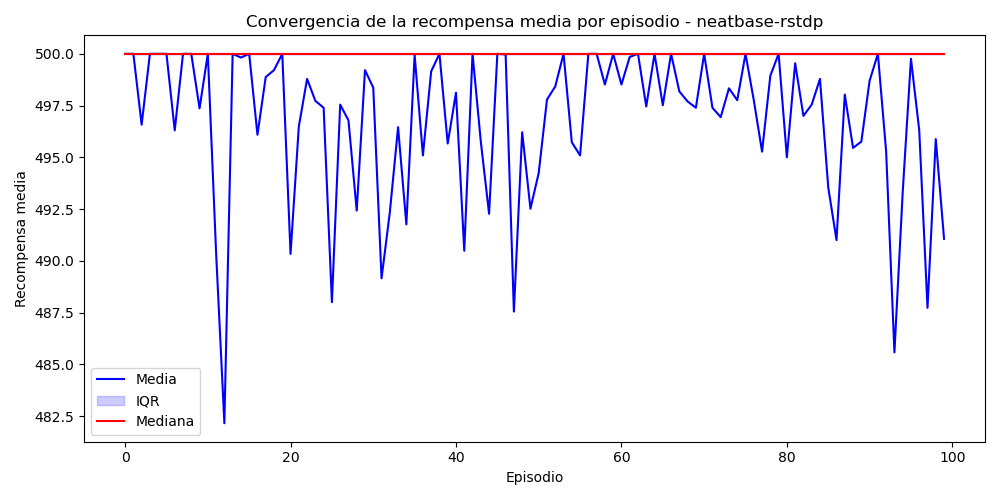 Convergencia de la recompensa media por episodio - neatbase-rstdp
Recompensa media
500.0
497.5
495.0
492.5
490.0
487.5
485.0
482.5
Media
IQR
Mediana
0 20 40 60 80 100
Episodio